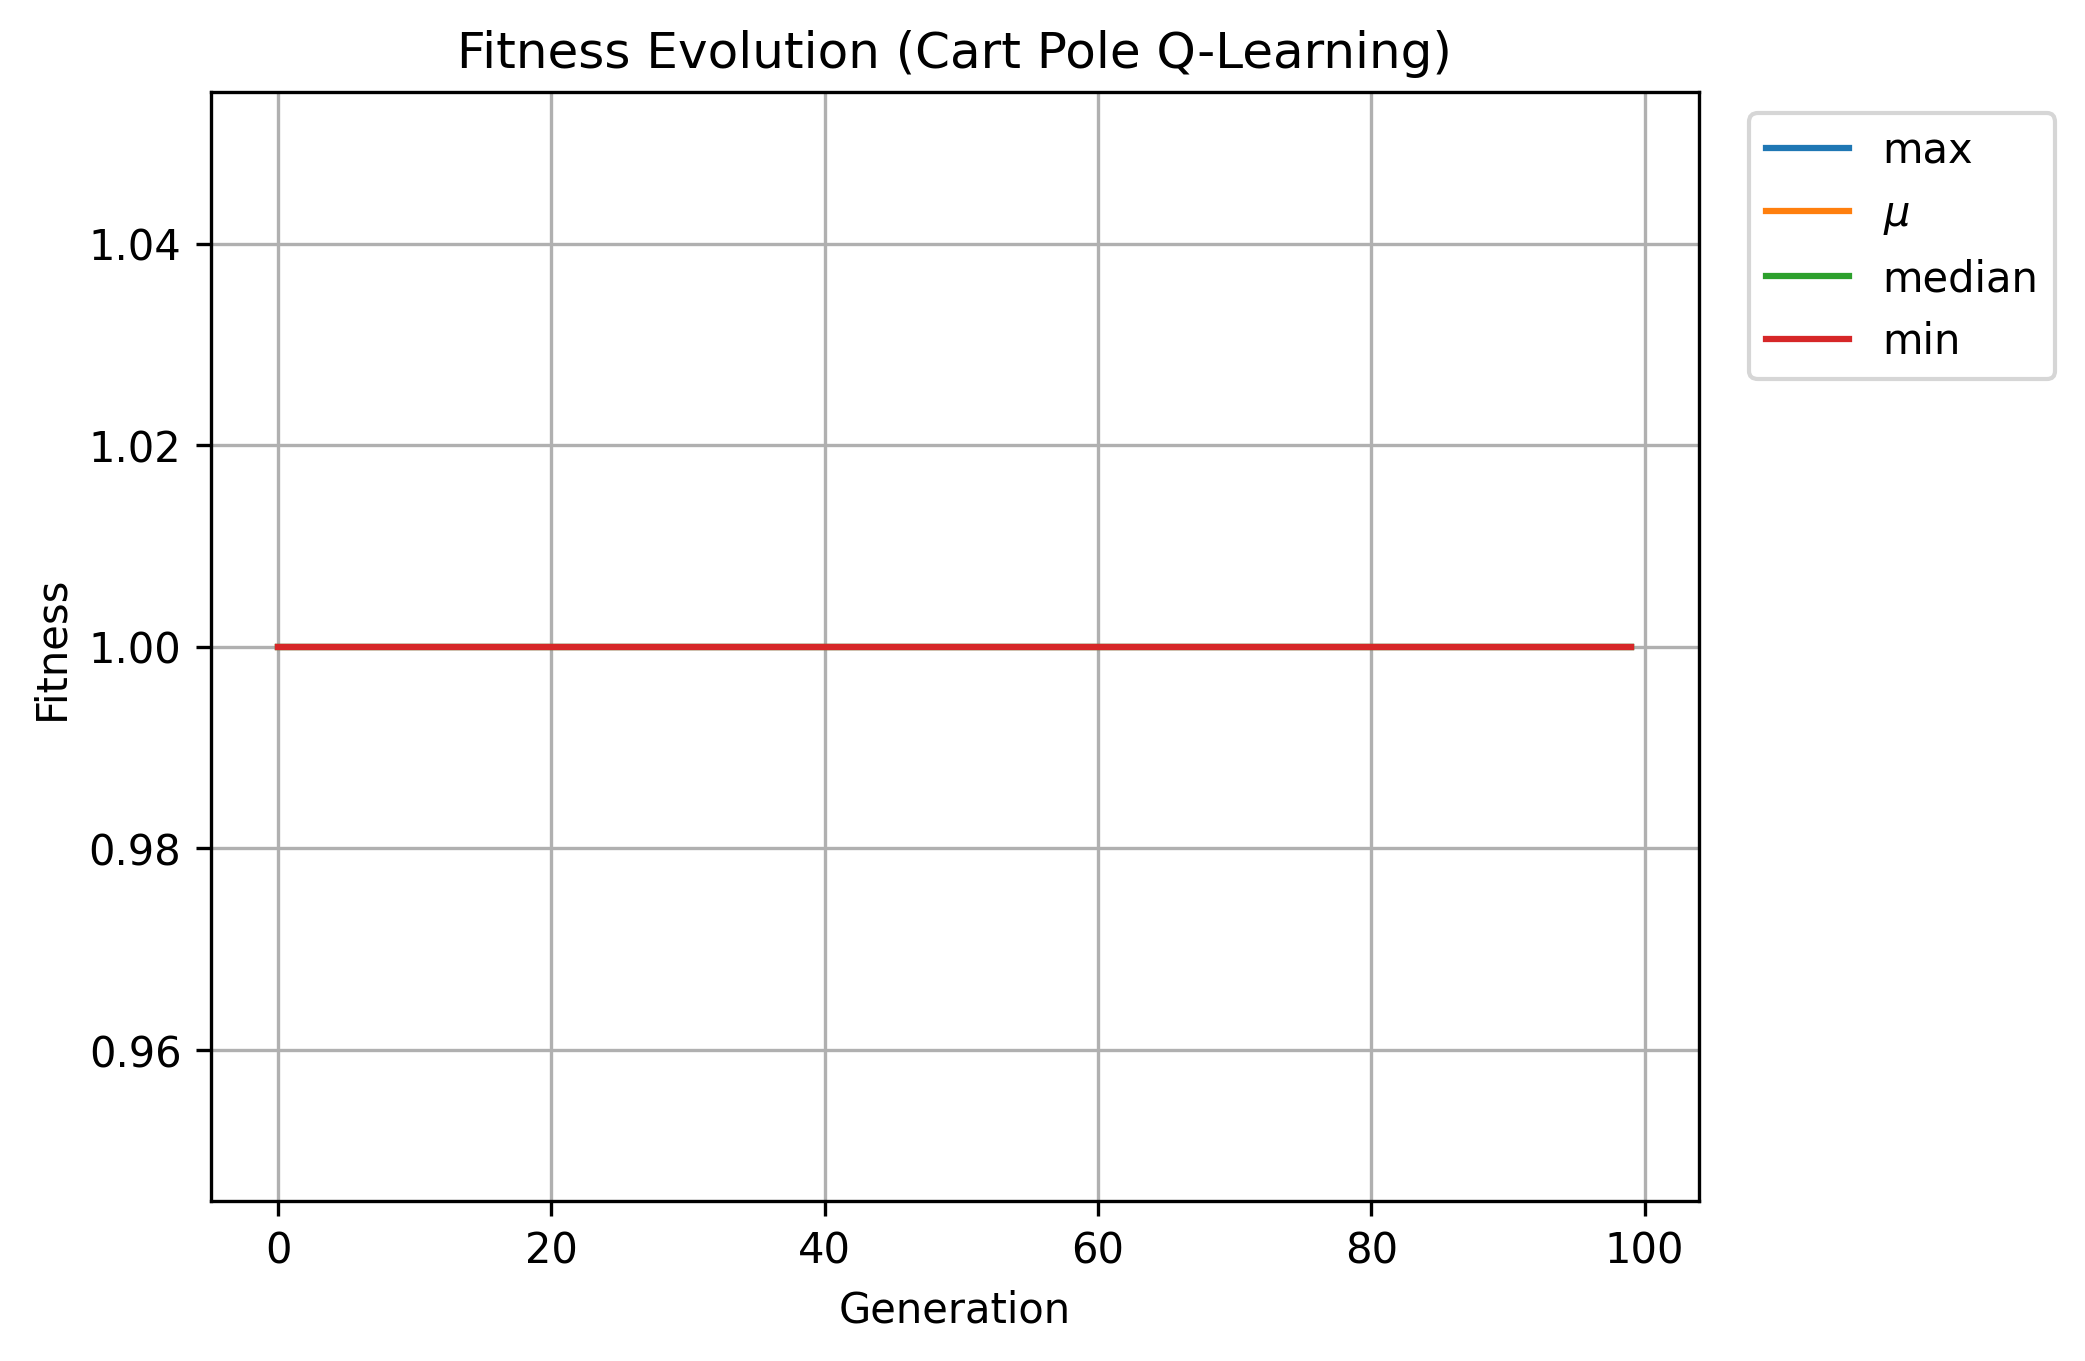 Fitness Evolution (Cart Pole Q-Learning)
max
μ
median
min
1.04
1.02
1.00
0.98
0.96
Fitness
0 20 40 60 80 100
Generation